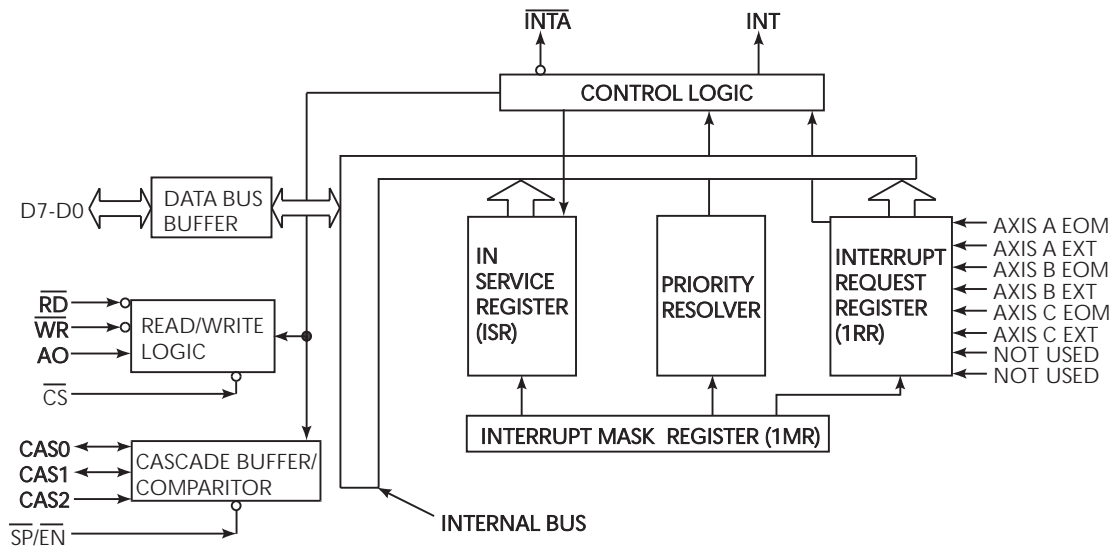 INTA INT
CONTROL LOGIC
D7-D0
DATA BUS
BUFFER
RD
WR
AO
CS
READ/WRITE
LOGIC
CAS0
CAS1
CAS2
SP/EN
CASCADE BUFFER/
COMPARITOR
IN
SERVICE
REGISTER
(ISR)
PRIORITY
RESOLVER
INTERRUPT
REQUEST
REGISTER
(1RR)
AXIS A EOM
AXIS A EXT
AXIS B EOM
AXIS B EXT
AXIS C EOM
AXIS C EXT
NOT USED
NOT USED
INTERRUPT MASK REGISTER (1MR)
INTERNAL BUS